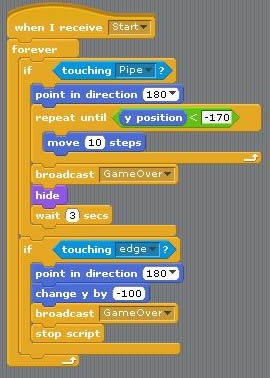 when I receive Start
forever
if touching Pipe ?
point in direction 180
repeat until y position < -170
move 10 steps
broadcast GameOver
hide
wait 3 secs
if touching edge ?
point in direction 180
change y by -100
broadcast GameOver
stop script